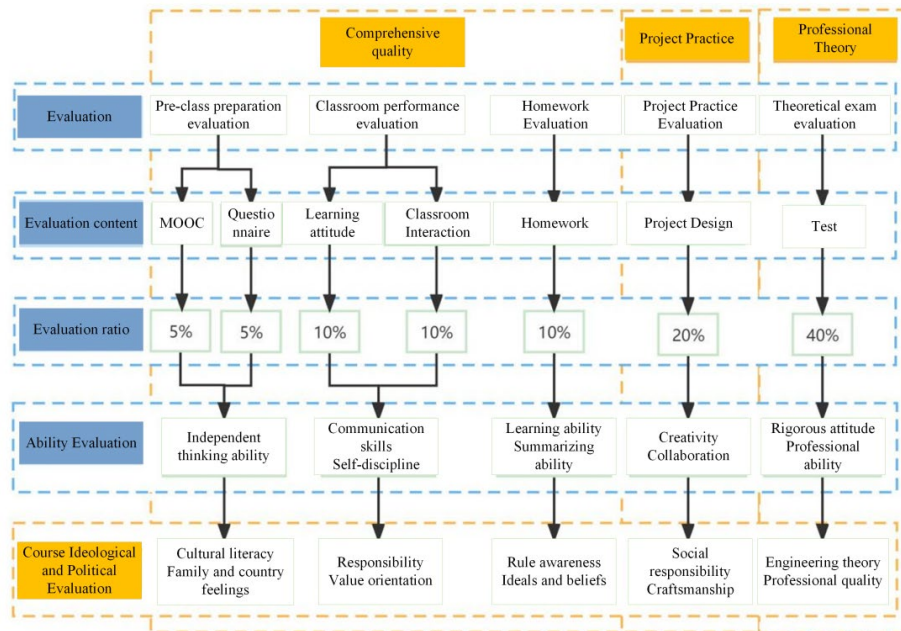 Comprehensive
quality
Project Practice
Professional
Theory
Evaluation
Pre-class preparation
evaluation
Classroom performance
evaluation
Homework
Evaluation
Project Practice
Evaluation
Theoretical exam
evaluation
Evaluation content
MOOC
Questio
nnaire
Learning
attitude
Classroom
Interaction
Homework
Project Design
Test
Evaluation ratio
5%
5%
10%
10%
10%
20%
40%
Ability Evaluation
Independent
thinking ability
Communication
skills
Self-discipline
Learning ability
Summarizing
ability
Creativity
Collaboration
Rigorous attitude
Professional
ability
Course Ideological
and Political
Evaluation
Cultural literacy
Family and country
feelings
Responsibility
Value orientation
Rule awareness
Ideals and beliefs
Social
responsibility
Craftsmanship
Engineering theory
Professional quality